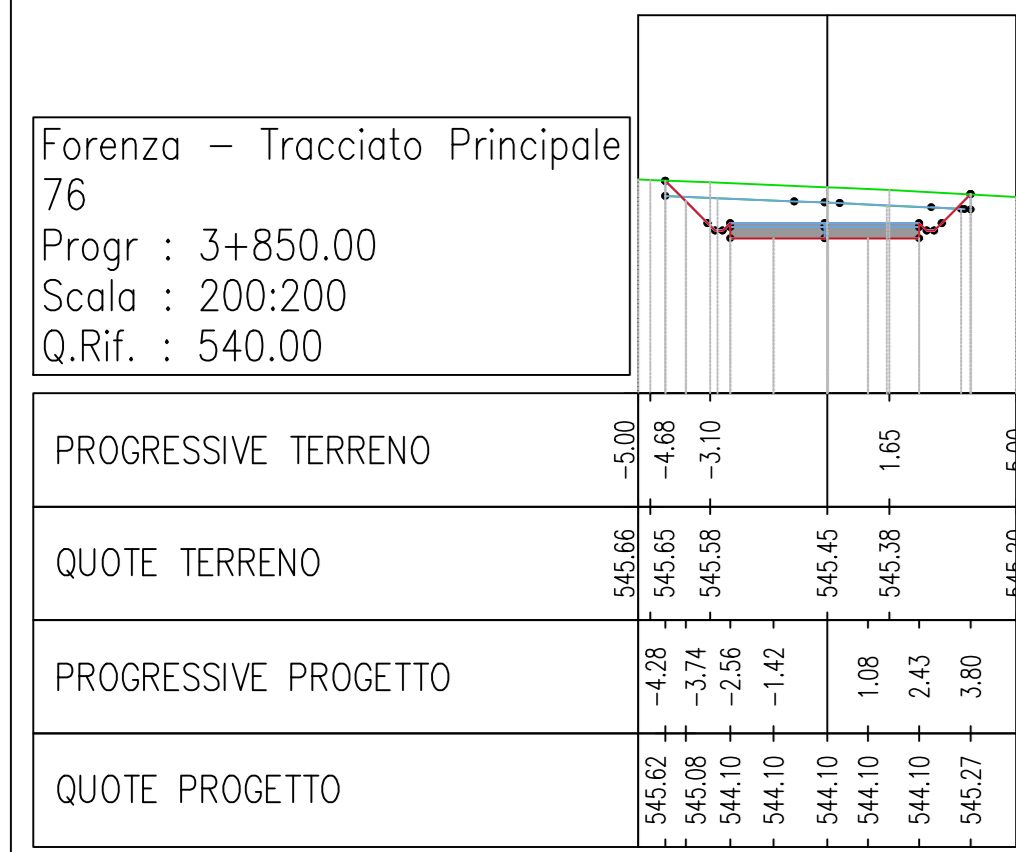 Forenza – Tracciato Principale
76
Progr : 3+850.00
Scala : 200:200
Q.Rif. : 540.00
PROGRESSIVE TERRENO -5.00 -4.68 -3.10 1.65
QUOTE TERRENO 545.66 545.65 545.58 545.45 545.38
PROGRESSIVE PROGETTO -4.28 -3.74 -2.56 -1.42 1.08 2.43 3.80
QUOTE PROGETTO 545.62 545.08 544.10 544.10 544.10 544.10 544.10 545.27